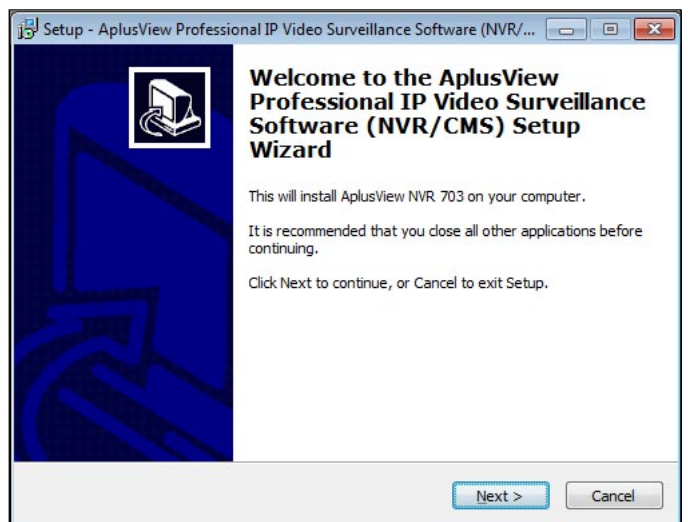 Setup - AplusView Professional IP Video Surveillance Software (NVR/...
Welcome to the AplusView
Professional IP Video Surveillance
Software (NVR/CMS) Setup
Wizard
This will install AplusView NVR 703 on your computer.
It is recommended that you close all other applications before
continuing.
Click Next to continue, or Cancel to exit Setup.
Next >
Cancel